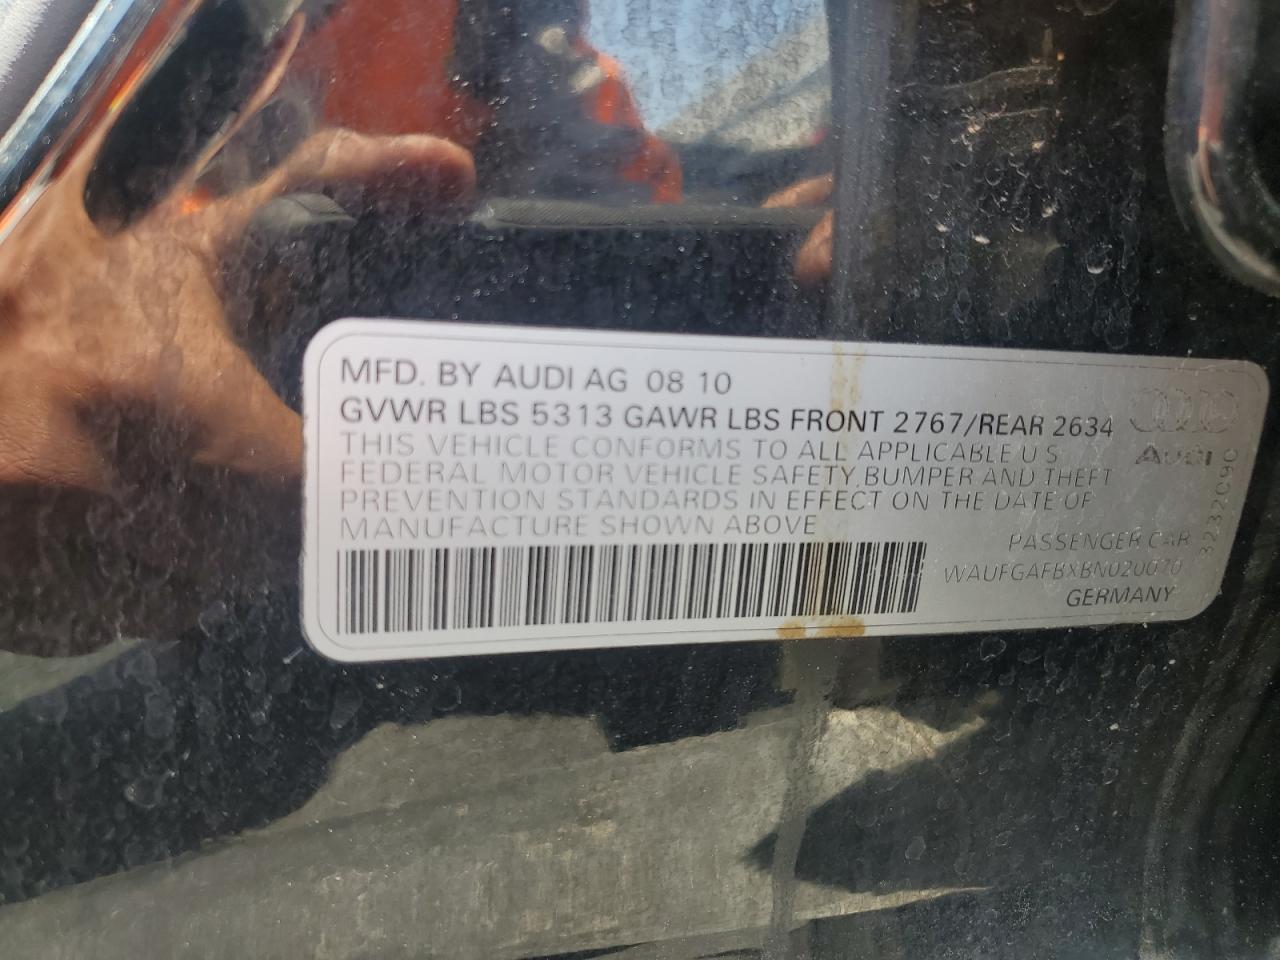 MFD. BY AUDI AG 08 10
GVWR LBS 5313 GAWR LBS FRONT 2767/REAR 2634
THIS VEHICLE CONFORMS TO ALL APPLICABLE U S
FEDERAL MOTOR VEHICLE SAFETY, BUMPER AND THEFT
PREVENTION STANDARDS IN EFFECT ON THE DATE OF
MANUFACTURE SHOWN ABOVE
Audi
PASSENGER CAR
WAUFGAFBXBN020070
GERMANY
3232C9C